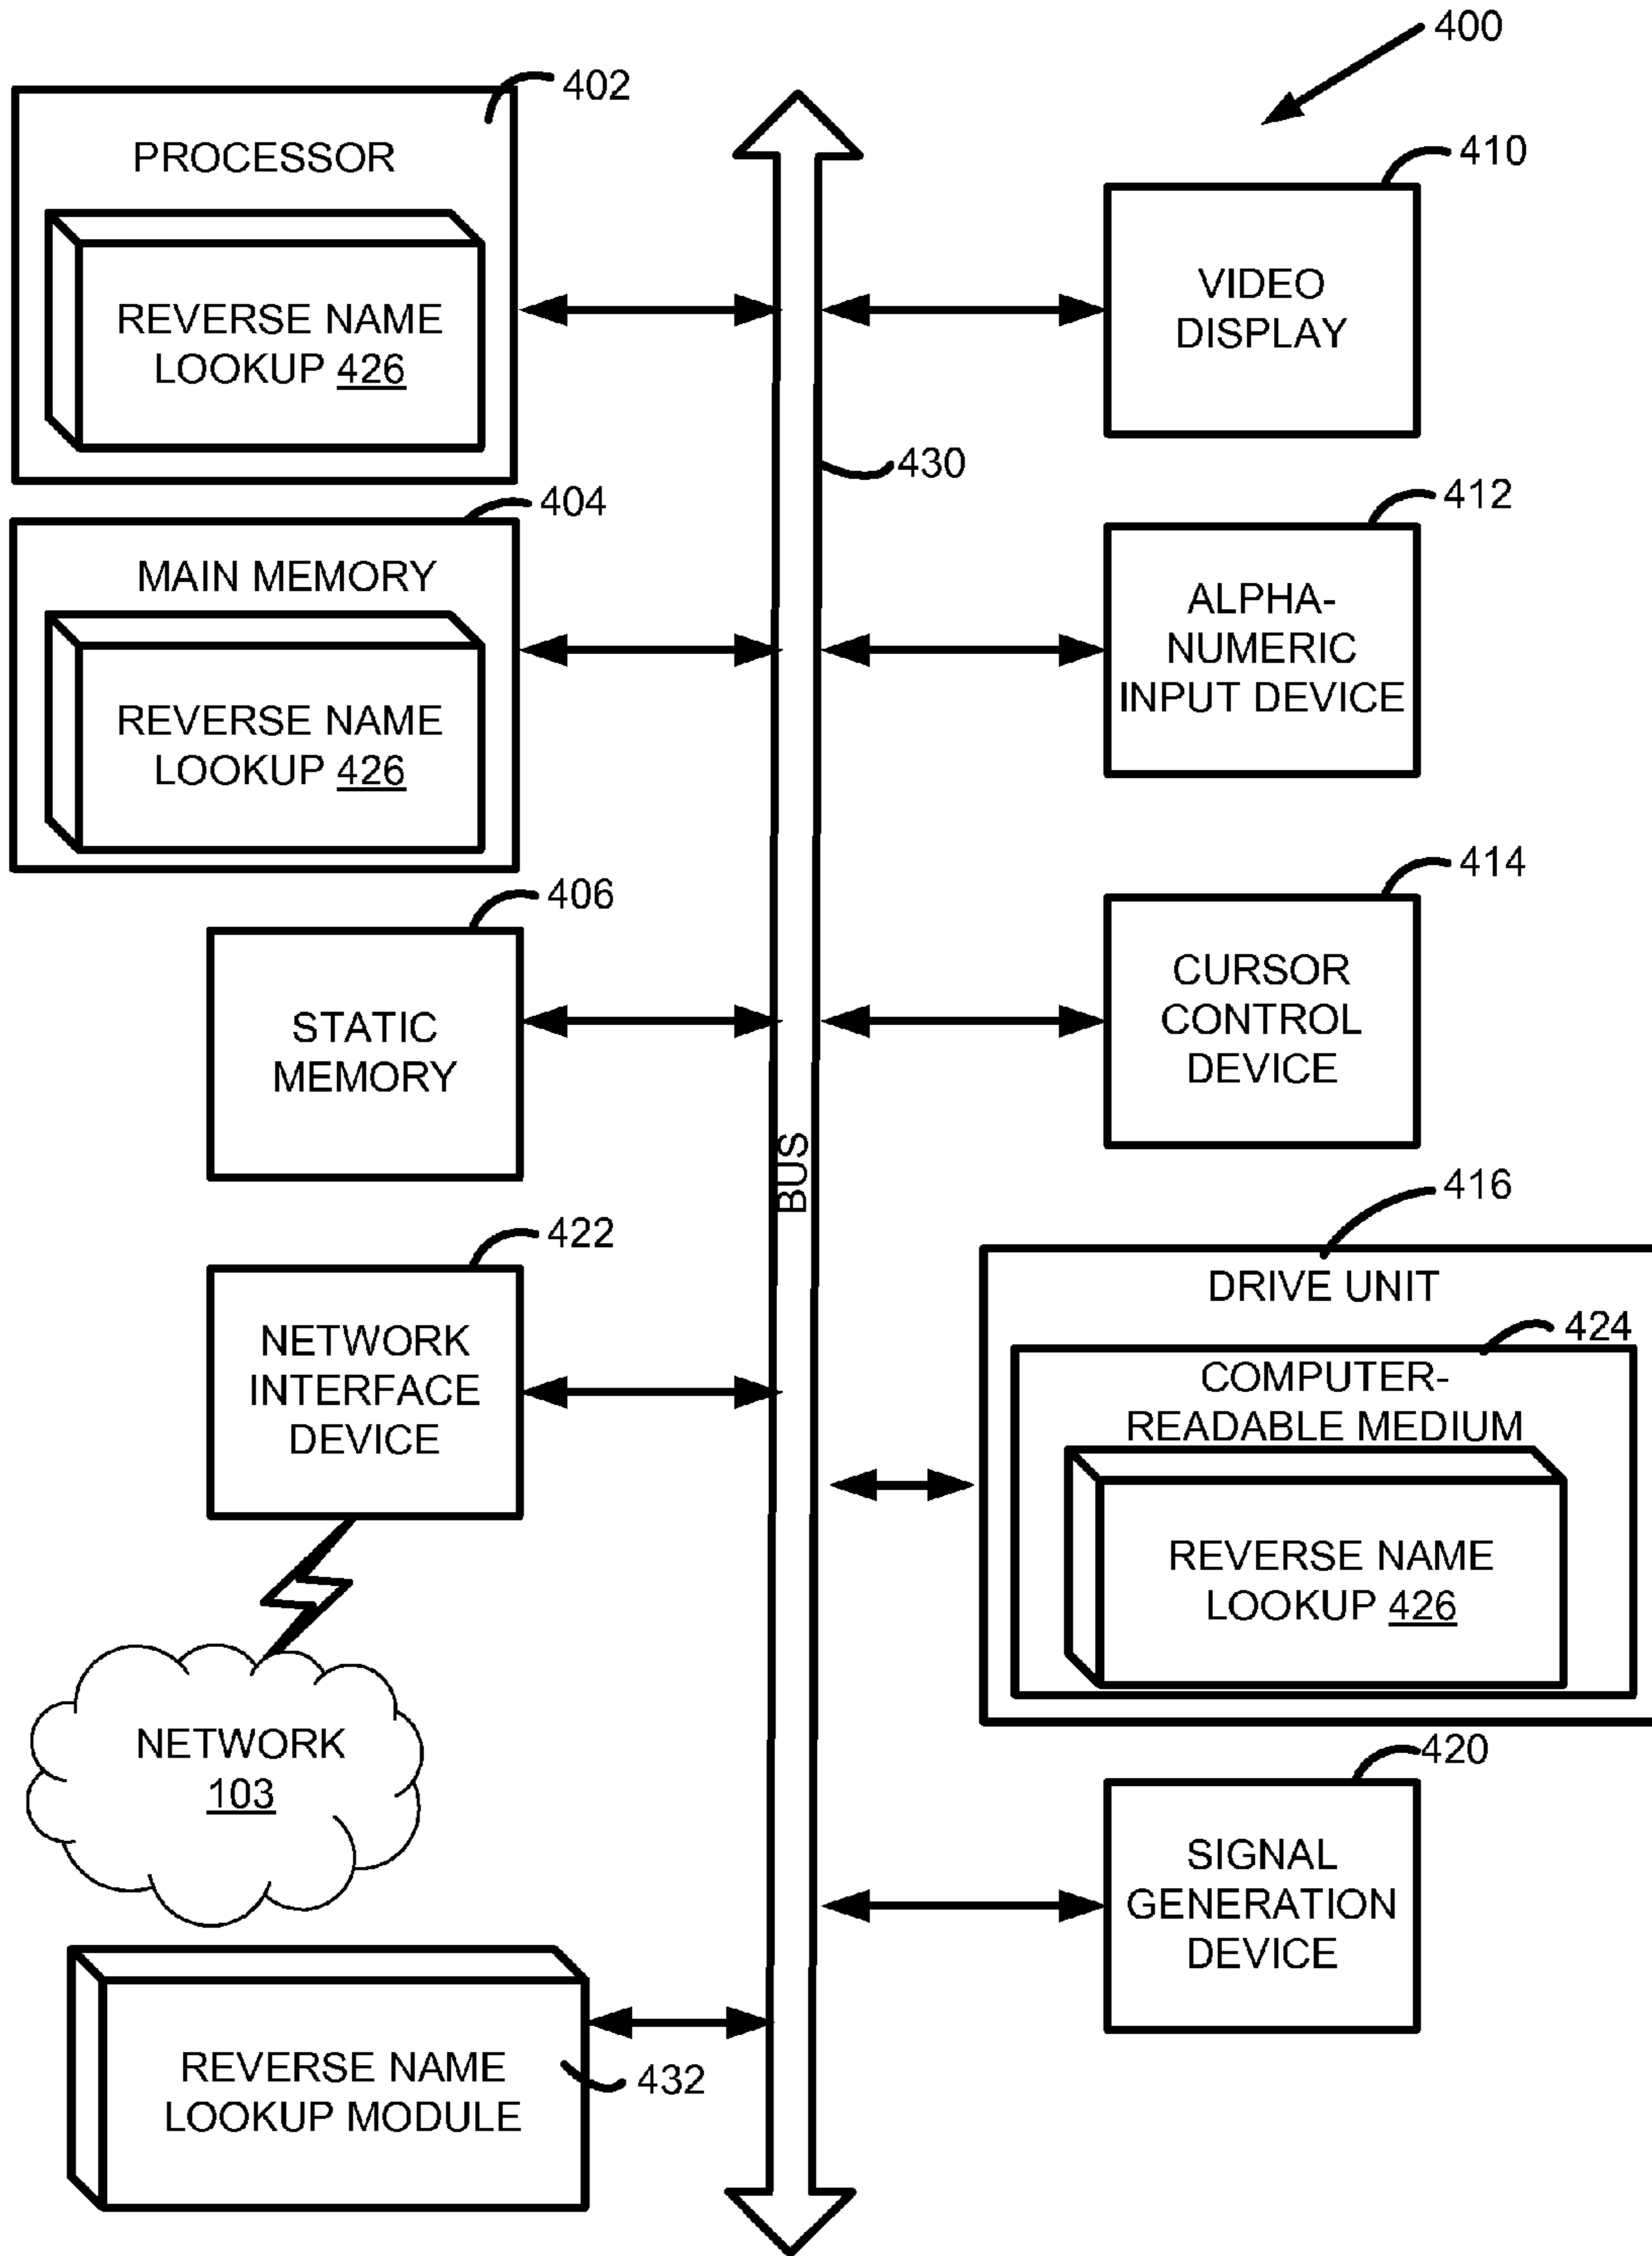 400
402
PROCESSOR
REVERSE NAME
LOOKUP 426
410
VIDEO
DISPLAY
430
404
MAIN MEMORY
REVERSE NAME
LOOKUP 426
412
ALPHA-
NUMERIC
INPUT DEVICE
406
STATIC
MEMORY
414
CURSOR
CONTROL
DEVICE
BUS
422
NETWORK
INTERFACE
DEVICE
416
DRIVE UNIT
424
COMPUTER-
READABLE MEDIUM
REVERSE NAME
LOOKUP 426
NETWORK
103
420
SIGNAL
GENERATION
DEVICE
REVERSE NAME
LOOKUP MODULE
432